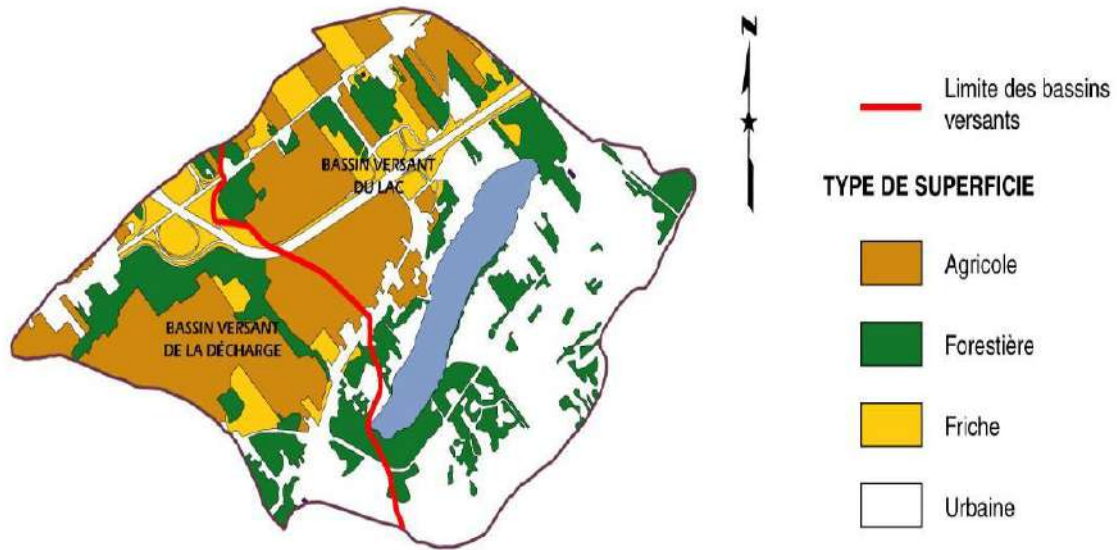 BASSIN VERSANT
DU LAC
BASSIN VERSANT
DE LA DÉCHARGE
N
Limite des bassins
versants
TYPE DE SUPERFICIE
Agricole
Forestière
Friche
Urbaine